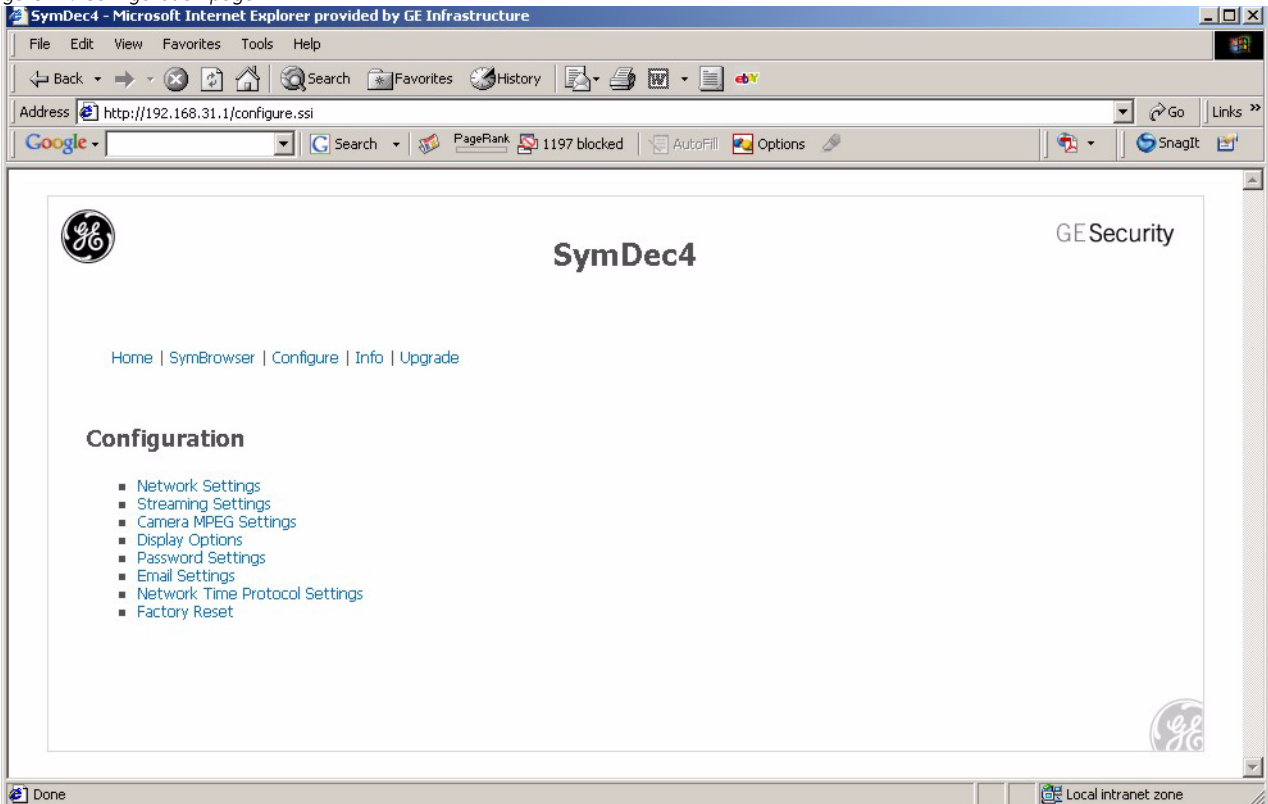 SymDec4 - Microsoft Internet Explorer provided by GE Infrastructure
File Edit View Favorites Tools Help
Back Search Favorites History
Address http://192.168.31.1/configure.ssi Go Links »
Google Search PageRank 1197 blocked AutoFill Options SnagIt
GE
GE Security
SymDec4
Home | SymBrowser | Configure | Info | Upgrade
Configuration
Network Settings
Streaming Settings
Camera MPEG Settings
Display Options
Password Settings
Email Settings
Network Time Protocol Settings
Factory Reset
GE
Done Local intranet zone